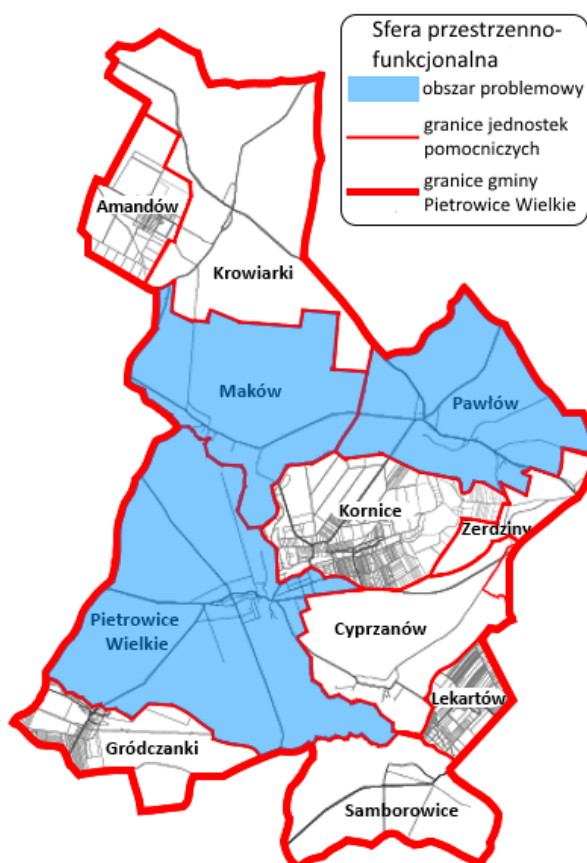 Sfera przestrzenno-
funkcjonalna
obszar problemowy
granice jednostek
pomocniczych
granice gminy
Pietrowice Wielkie
Amandów
Krowiarki
Maków
Pawłów
Kornice
Żerdziny
Pietrowice
Wielkie
Cyprzanów
Lekartów
Gródczanki
Samborowice